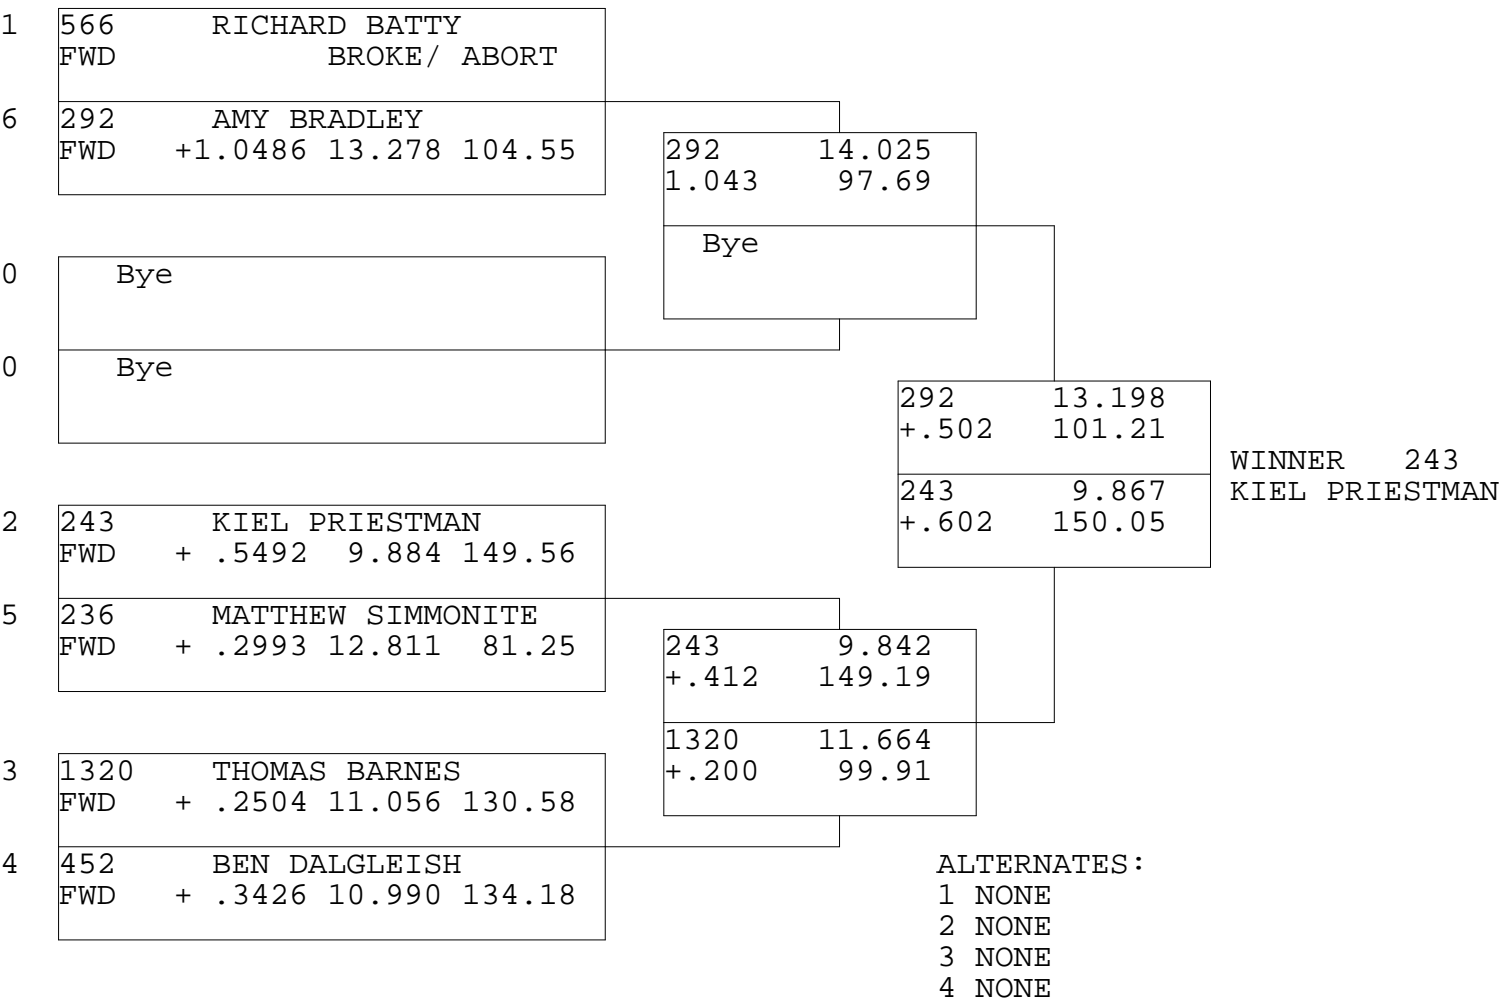 1 566 RICHARD BATTY
FWD BROKE/ ABORT
6 292 AMY BRADLEY
FWD +1.0486 13.278 104.55
292 14.025
1.043 97.69
Bye
0 Bye
0 Bye
292 13.198
+.502 101.21
WINNER 243
KIEL PRIESTMAN
243 9.867
+.602 150.05
2 243 KIEL PRIESTMAN
FWD + .5492 9.884 149.56
5 236 MATTHEW SIMMONITE
FWD + .2993 12.811 81.25
243 9.842
+.412 149.19
1320 11.664
+.200 99.91
3 1320 THOMAS BARNES
FWD + .2504 11.056 130.58
4 452 BEN DALGLEISH
FWD + .3426 10.990 134.18
ALTERNATES:
1 NONE
2 NONE
3 NONE
4 NONE